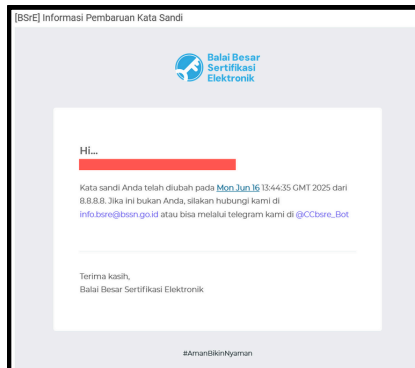 [BSrE] Informasi Pembaruan Kata Sandi
Balai Besar
Sertifikasi
Elektronik
Hi...
Kata sandi Anda telah diubah pada Mon Jun 16 13:44:35 GMT 2025 dari
8.8.8.8. Jika ini bukan Anda, silakan hubungi kami di
info.bsre@bssn.go.id atau bisa melalui telegram kami di @CCbsre_Bot
Terima kasih,
Balai Besar Sertifikasi Elektronik
#AmanBikinNyaman